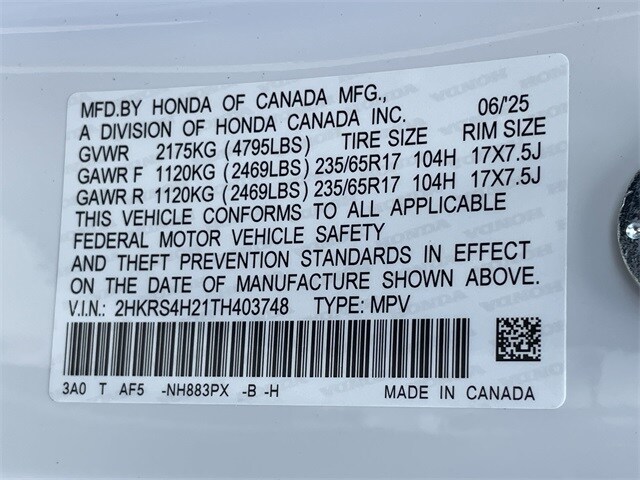 MFD.BY HONDA OF CANADA MFG.,
A DIVISION OF HONDA CANADA INC. 06/'25
GVWR 2175KG (4795LBS) TIRE SIZE RIM SIZE
GAWR F 1120KG (2469LBS) 235/65R17 104H 17X7.5J
GAWR R 1120KG (2469LBS) 235/65R17 104H 17X7.5J
THIS VEHICLE CONFORMS TO ALL APPLICABLE
FEDERAL MOTOR VEHICLE SAFETY
AND THEFT PREVENTION STANDARDS IN EFFECT
ON THE DATE OF MANUFACTURE SHOWN ABOVE.
V.I.N.: 2HKRS4H21TH403748 TYPE: MPV
3A0 T AF5 -NH883PX -B -H MADE IN CANADA